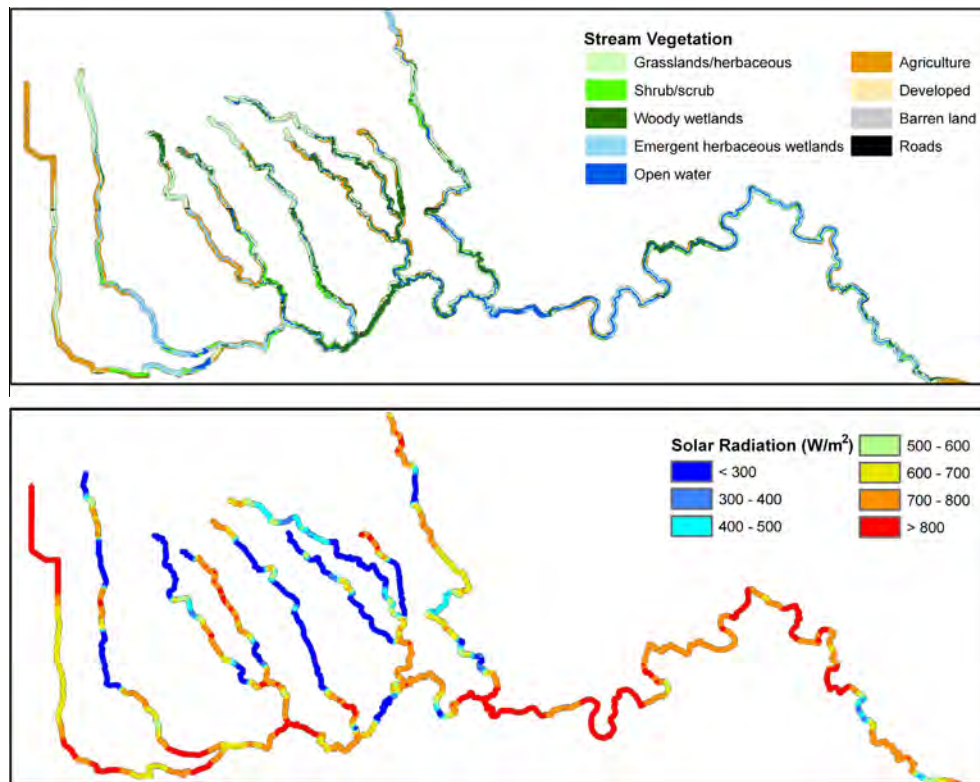 Stream Vegetation
Grasslands/herbaceous
Shrub/scrub
Woody wetlands
Emergent herbaceous wetlands
Open water
Agriculture
Developed
Barren land
Roads
Solar Radiation (W/m²)
< 300
300 - 400
400 - 500
500 - 600
600 - 700
700 - 800
> 800